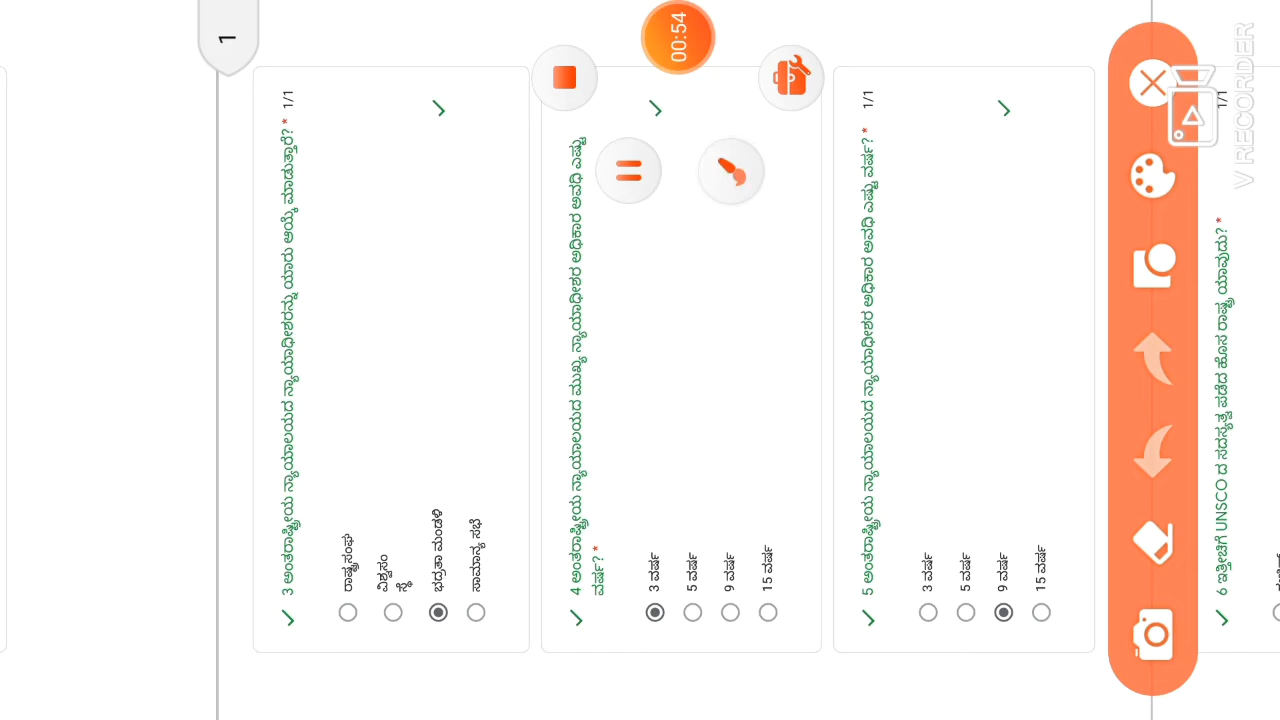 1
00:54
V RECORDER
3 ಅಂತರಾಷ್ಟ್ರೀಯ ನ್ಯಾಯಾಲಯದ ನ್ಯಾಯಾಧೀಶರನ್ನು ಯಾರು ಆಯ್ಕೆ ಮಾಡುತ್ತಾರೆ? * 1/1
ರಾಷ್ಟ್ರಸಂಘ
ವಿಶ್ವಸಂ
ಸ್ಥೆ
ಭದ್ರತಾ ಮಂಡಳಿ
ಸಾಮಾನ್ಯ ಸಭೆ
4 ಅಂತರಾಷ್ಟ್ರೀಯ ನ್ಯಾಯಾಲಯದ ಮುಖ್ಯ ನ್ಯಾಯಾಧೀಶರ ಅಧಿಕಾರ ಅವಧಿ ಎಷ್ಟು
ವರ್ಷ? *
3 ವರ್ಷ
5 ವರ್ಷ
9 ವರ್ಷ
15 ವರ್ಷ
5 ಅಂತರಾಷ್ಟ್ರೀಯ ನ್ಯಾಯಾಲಯದ ನ್ಯಾಯಾಧೀಶರ ಅಧಿಕಾರ ಅವಧಿ ಎಷ್ಟು ವರ್ಷ? * 1/1
3 ವರ್ಷ
5 ವರ್ಷ
9 ವರ್ಷ
15 ವರ್ಷ
6 ಇತ್ತೀಚಿಗೆ UNSCO ದ ಸದಸ್ಯತ್ವ ಪಡೆದ ಹೊಸ ರಾಷ್ಟ್ರ ಯಾವುದು? * 1/1